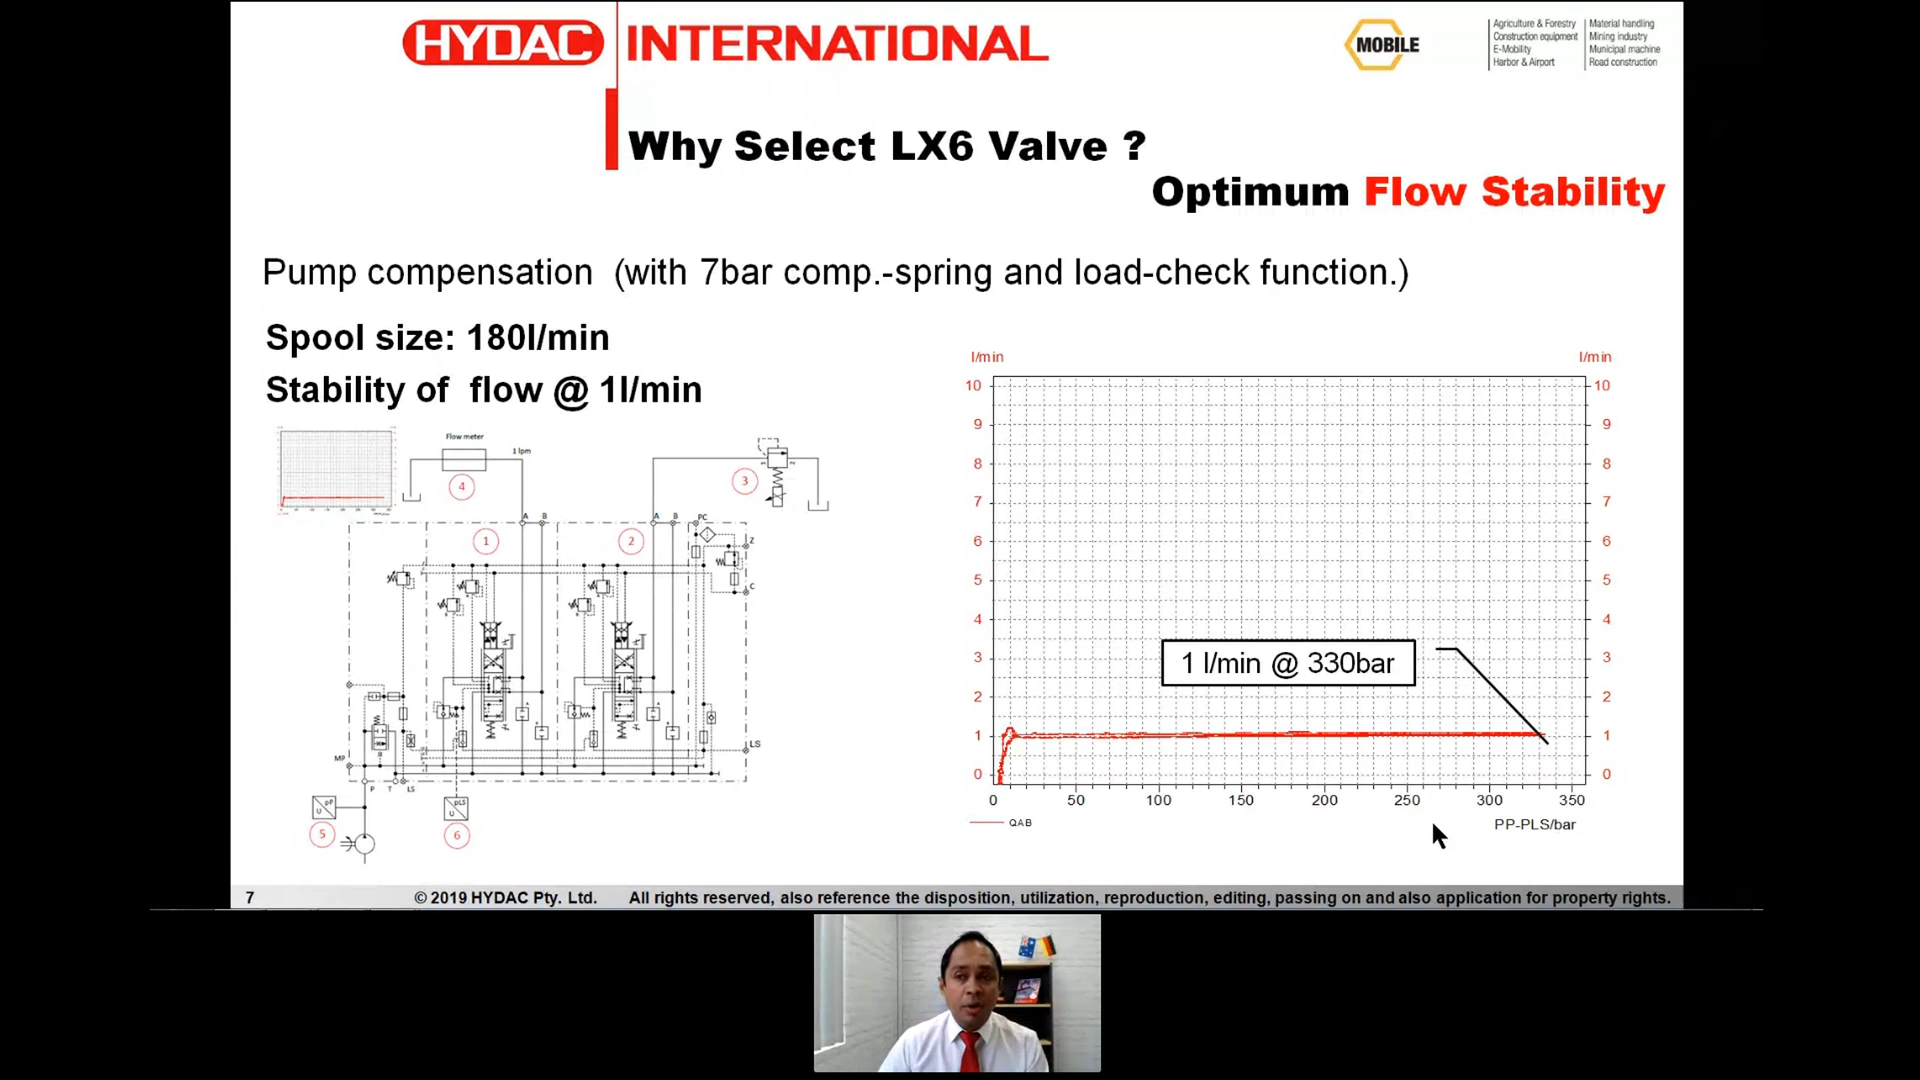 HYDAC INTERNATIONAL
MOBILE
Agriculture & Forestry
Construction equipment
E-Mobility
Harbor & Airport
Material handling
Mining industry
Municipal machine
Road construction
Why Select LX6 Valve ?
Optimum Flow Stability
Pump compensation (with 7bar comp.-spring and load-check function.)
Spool size: 180l/min
Stability of flow @ 1l/min
Flow meter
1 lpm
4
3
A B
A B
PC
1
2
Z
C
LS
MP
P T LS
pP
U
5
pLS
U
6
l/min
l/min
10 10
9 9
8 8
7 7
6 6
5 5
4 4
3 3
2 2
1 1
0 0
1 l/min @ 330bar
0 50 100 150 200 250 300 350
QAB
PP-PLS/bar
7
© 2019 HYDAC Pty. Ltd. All rights reserved, also reference the disposition, utilization, reproduction, editing, passing on and also application for property rights.